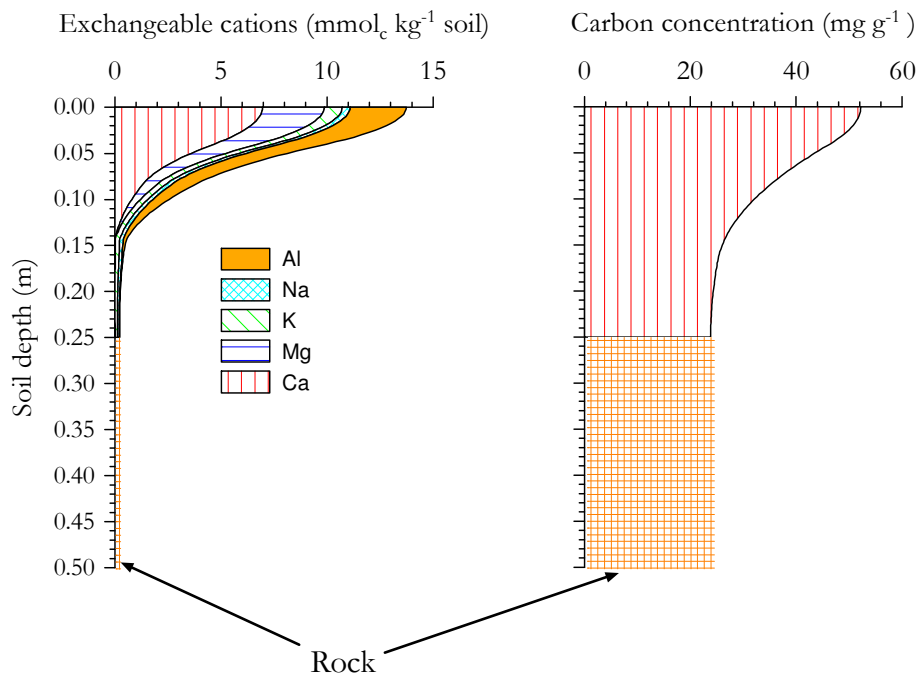 Exchangeable cations (mmolc kg-1 soil)
Carbon concentration (mg g-1 )
0 5 10 15
0 20 40 60
0.00
0.05
0.10
0.15
0.20
0.25
0.30
0.35
0.40
0.45
0.50
Soil depth (m)
Al
Na
K
Mg
Ca
Rock